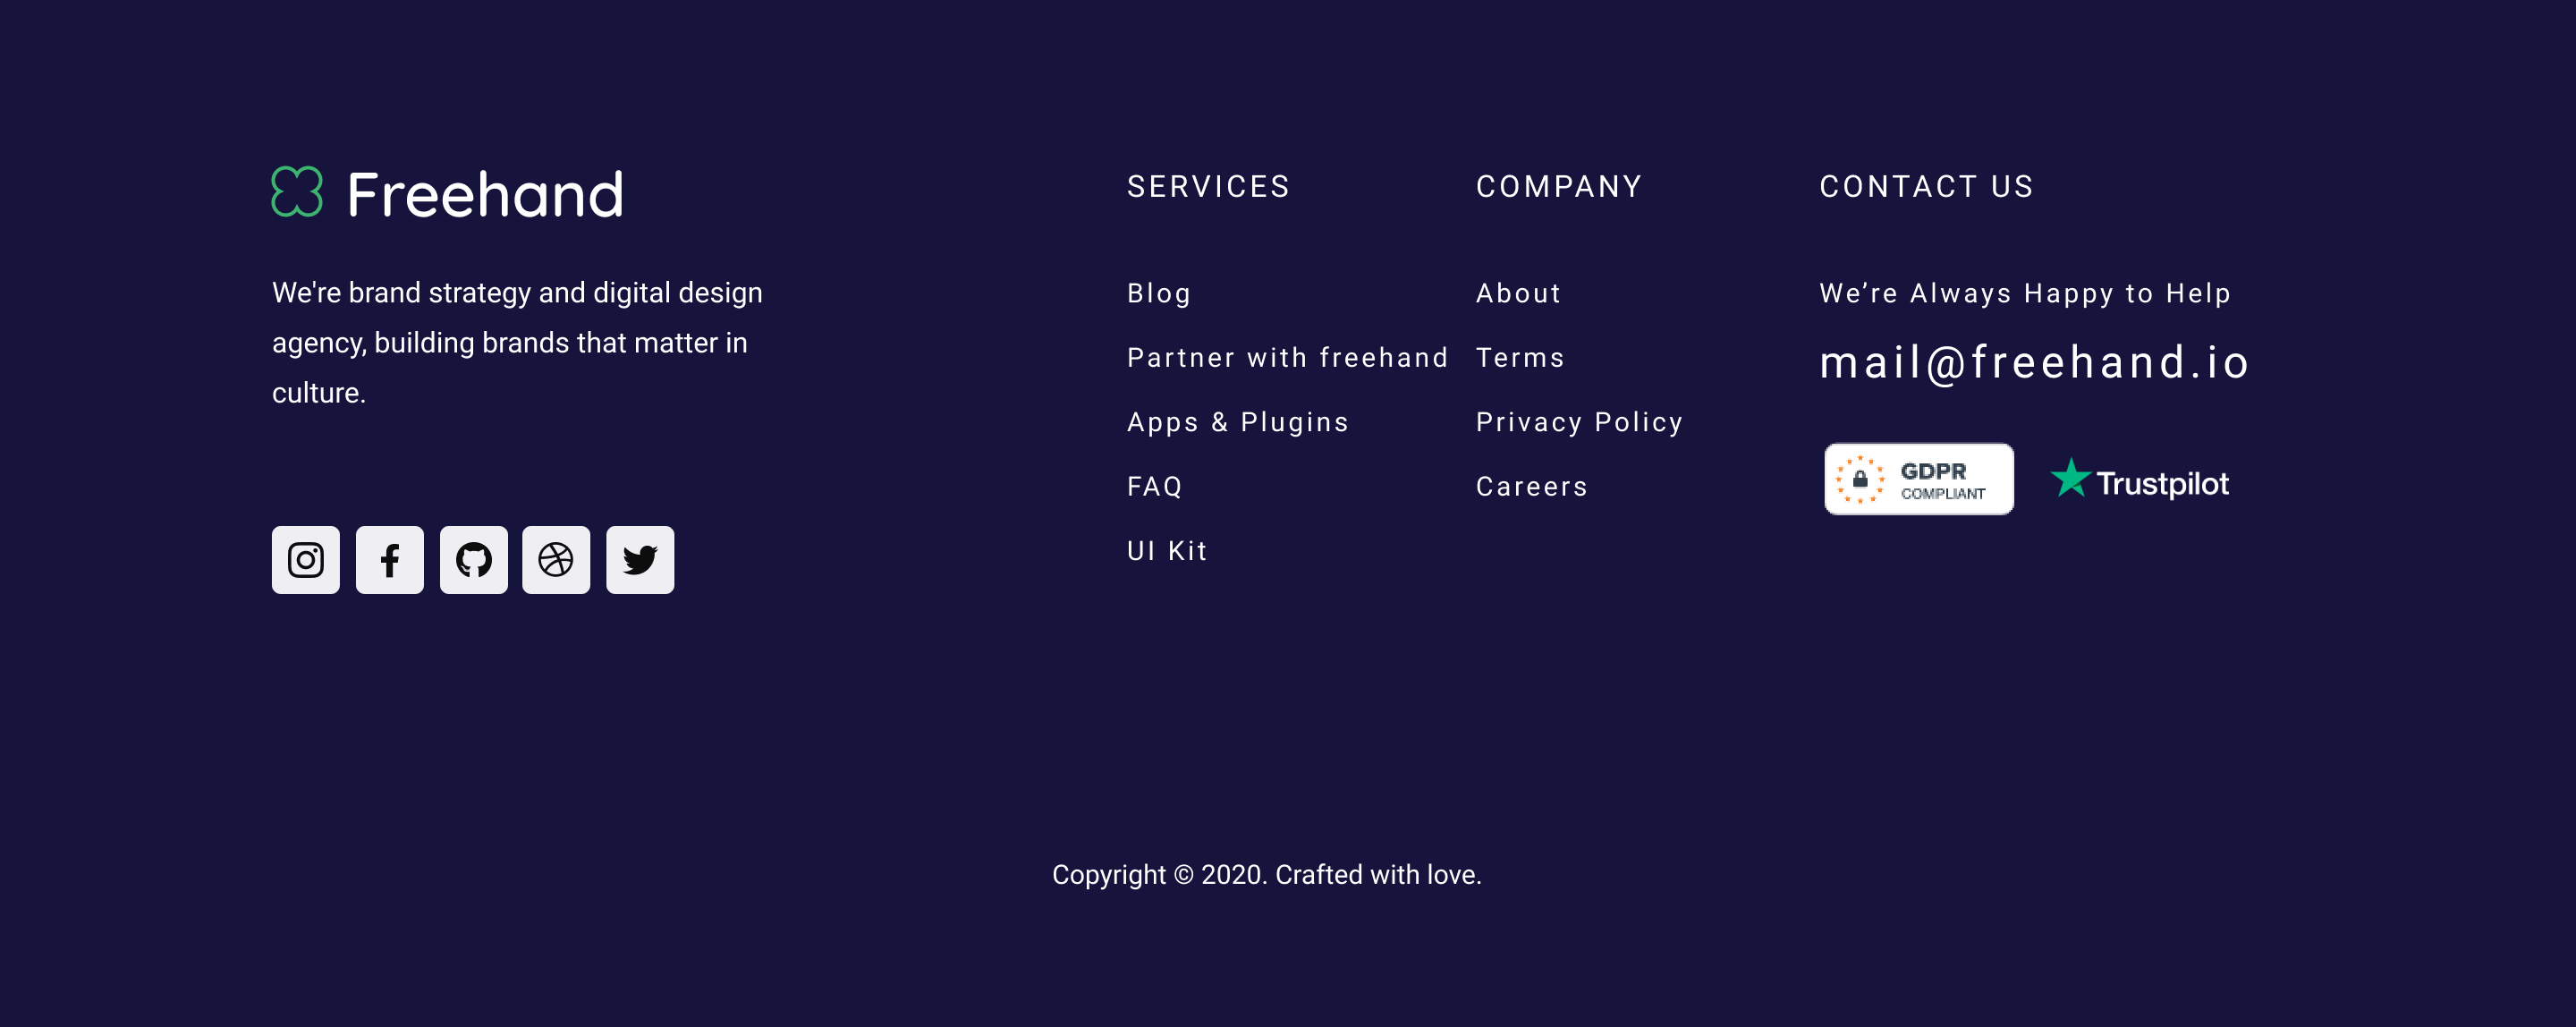 Freehand
We're brand strategy and digital design
agency, building brands that matter in
culture.
SERVICES
Blog
Partner with freehand
Apps & Plugins
FAQ
UI Kit
COMPANY
About
Terms
Privacy Policy
Careers
CONTACT US
We’re Always Happy to Help
mail@freehand.io
GDPR
COMPLIANT
Trustpilot
Copyright © 2020. Crafted with love.